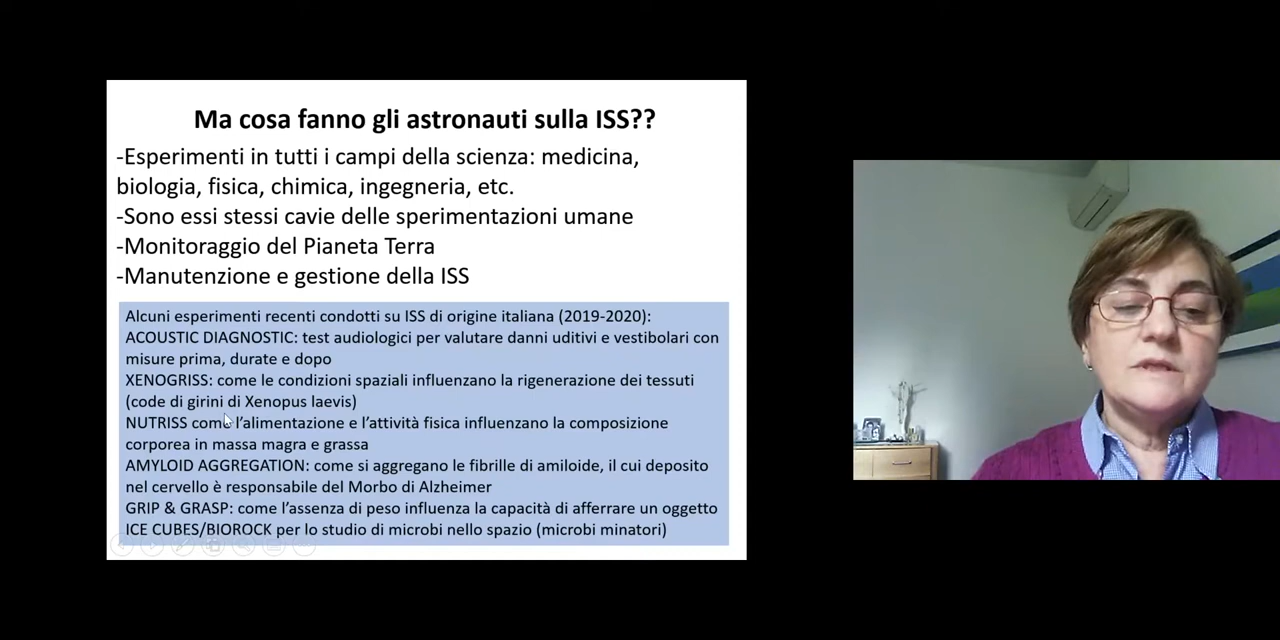 Ma cosa fanno gli astronauti sulla ISS??
-Esperimenti in tutti i campi della scienza: medicina,
biologia, fisica, chimica, ingegneria, etc.
-Sono essi stessi cavie delle sperimentazioni umane
-Monitoraggio del Pianeta Terra
-Manutenzione e gestione della ISS
Alcuni esperimenti recenti condotti su ISS di origine italiana (2019-2020):
ACOUSTIC DIAGNOSTIC: test audiologici per valutare danni uditivi e vestibolari con
misure prima, durate e dopo
XENOGRISS: come le condizioni spaziali influenzano la rigenerazione dei tessuti
(code di girini di Xenopus laevis)
NUTRISS come l’alimentazione e l’attività fisica influenzano la composizione
corporea in massa magra e grassa
AMYLOID AGGREGATION: come si aggregano le fibrille di amiloide, il cui deposito
nel cervello è responsabile del Morbo di Alzheimer
GRIP & GRASP: come l’assenza di peso influenza la capacità di afferrare un oggetto
ICE CUBES/BIOROCK per lo studio di microbi nello spazio (microbi minatori)